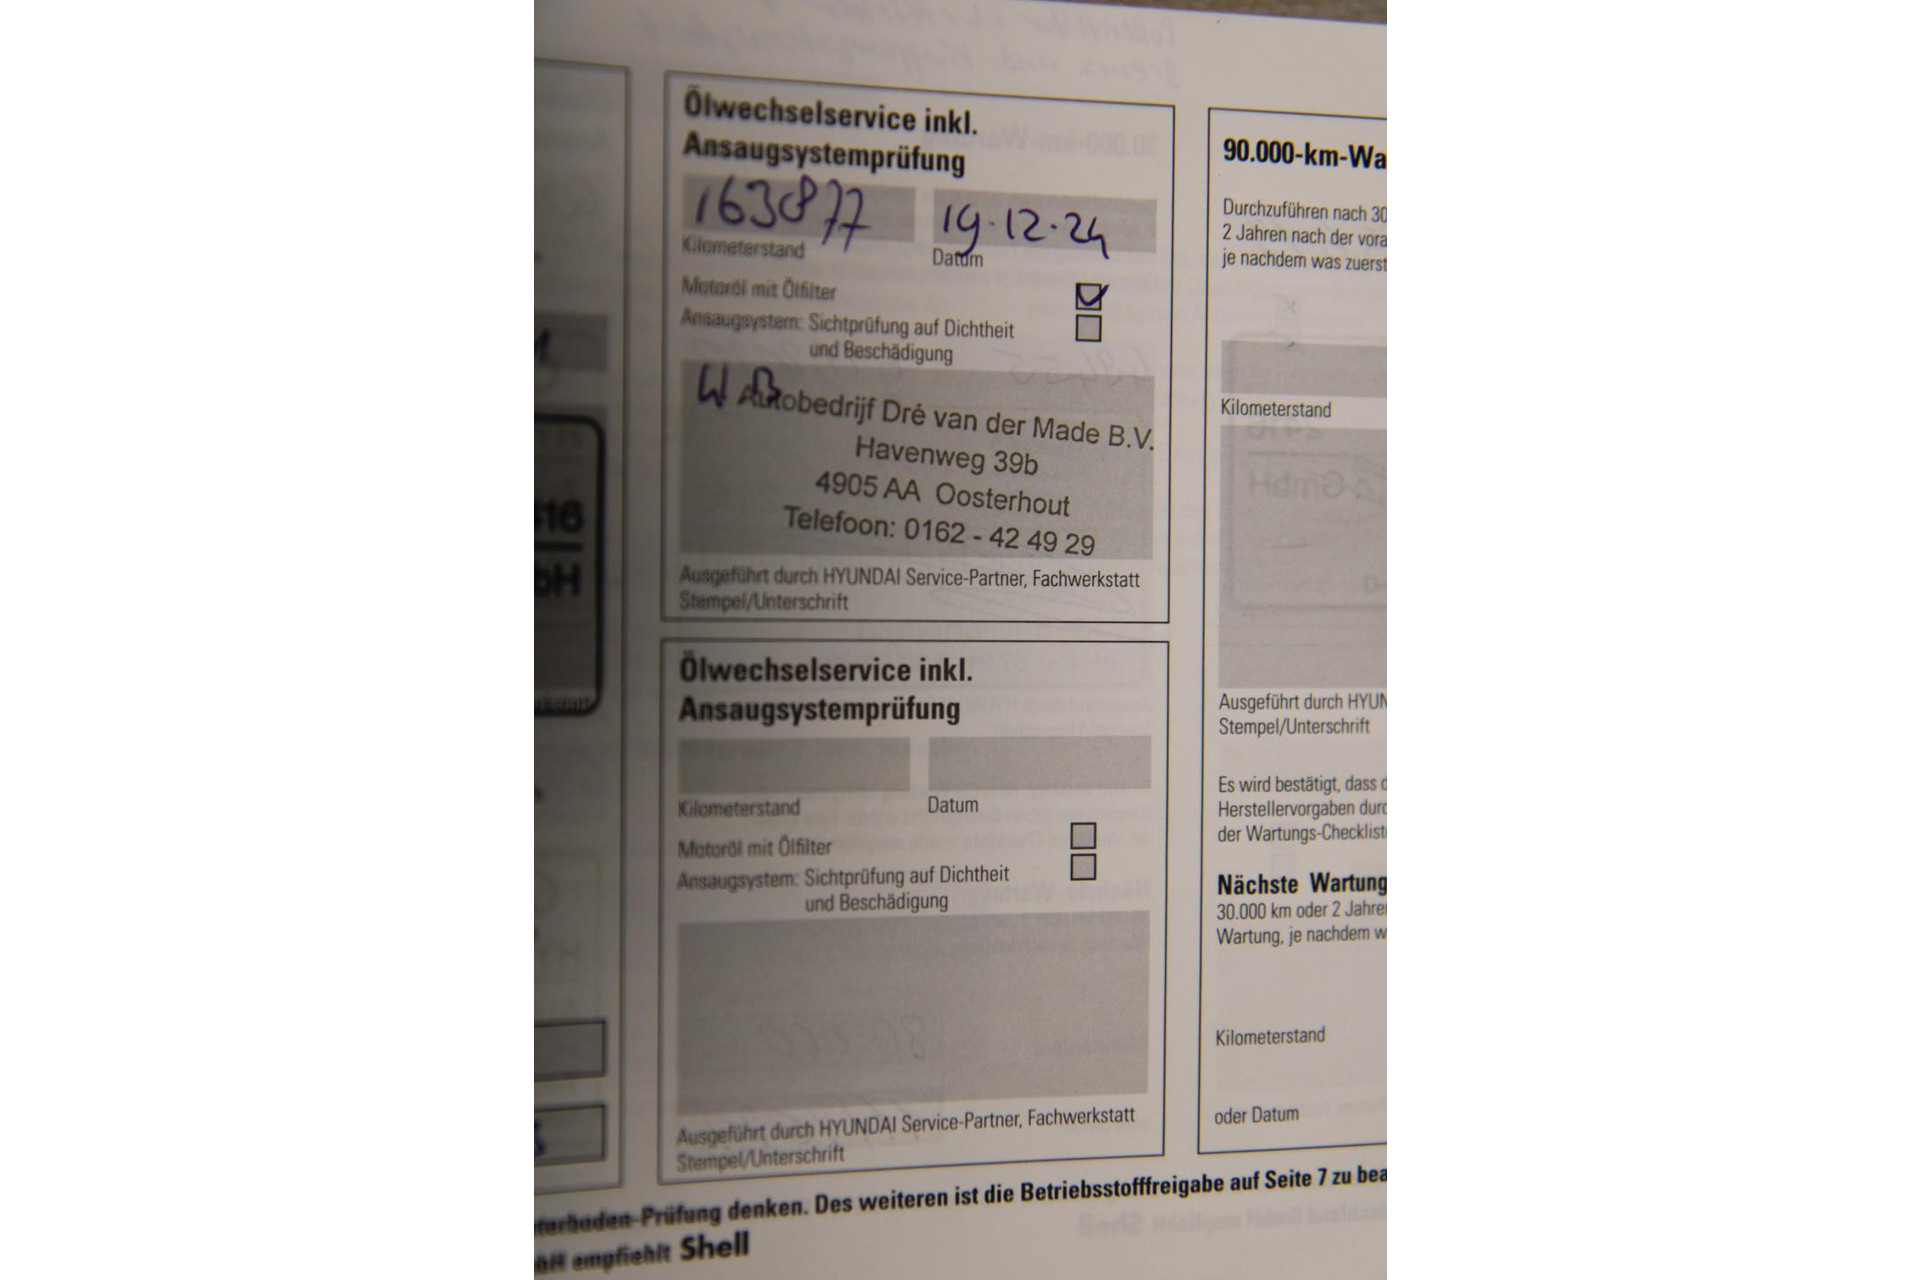 Ölwechselservice inkl.
Ansaugsystemprüfung
163877 19-12-24
Kilometerstand Datum
Motoröl mit Ölfilter
Ansaugsystem: Sichtprüfung auf Dichtheit
und Beschädigung
Autobedrijf Dré van der Made B.V.
Havenweg 39b
4905 AA Oosterhout
Telefoon: 0162 - 42 49 29
Ausgeführt durch HYUNDAI Service-Partner, Fachwerkstatt
Stempel/Unterschrift
Ölwechselservice inkl.
Ansaugsystemprüfung
Kilometerstand Datum
Motoröl mit Ölfilter
Ansaugsystem: Sichtprüfung auf Dichtheit
und Beschädigung
Ausgeführt durch HYUNDAI Service-Partner, Fachwerkstatt
Stempel/Unterschrift
90.000-km-Wa
Durchzuführen nach 30
2 Jahren nach der vora
je nachdem was zuerst
Kilometerstand
Ausgeführt durch HYUN
Stempel/Unterschrift
Es wird bestätigt, dass d
Herstellervorgaben durc
der Wartungs-Checkliste
Nächste Wartung
30.000 km oder 2 Jahre
Wartung, je nachdem w
Kilometerstand
oder Datum
terboden-Prüfung denken. Des weiteren ist die Betriebsstofffreigabe auf Seite 7 zu bea
bH empfiehlt Shell